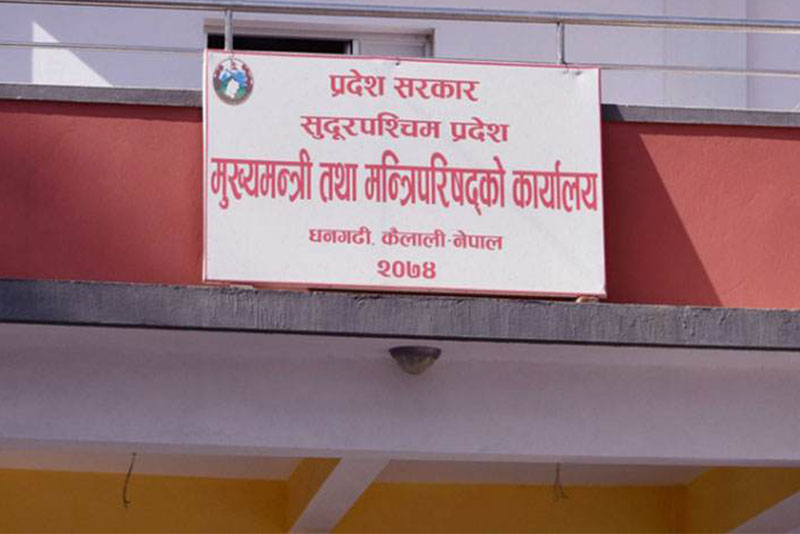 प्रदेश सरकार
सुदूरपश्चिम प्रदेश
मुख्यमन्त्री तथा मन्त्रिपरिषद्को कार्यालय
धनगढी, कैलाली-नेपाल
२०७४